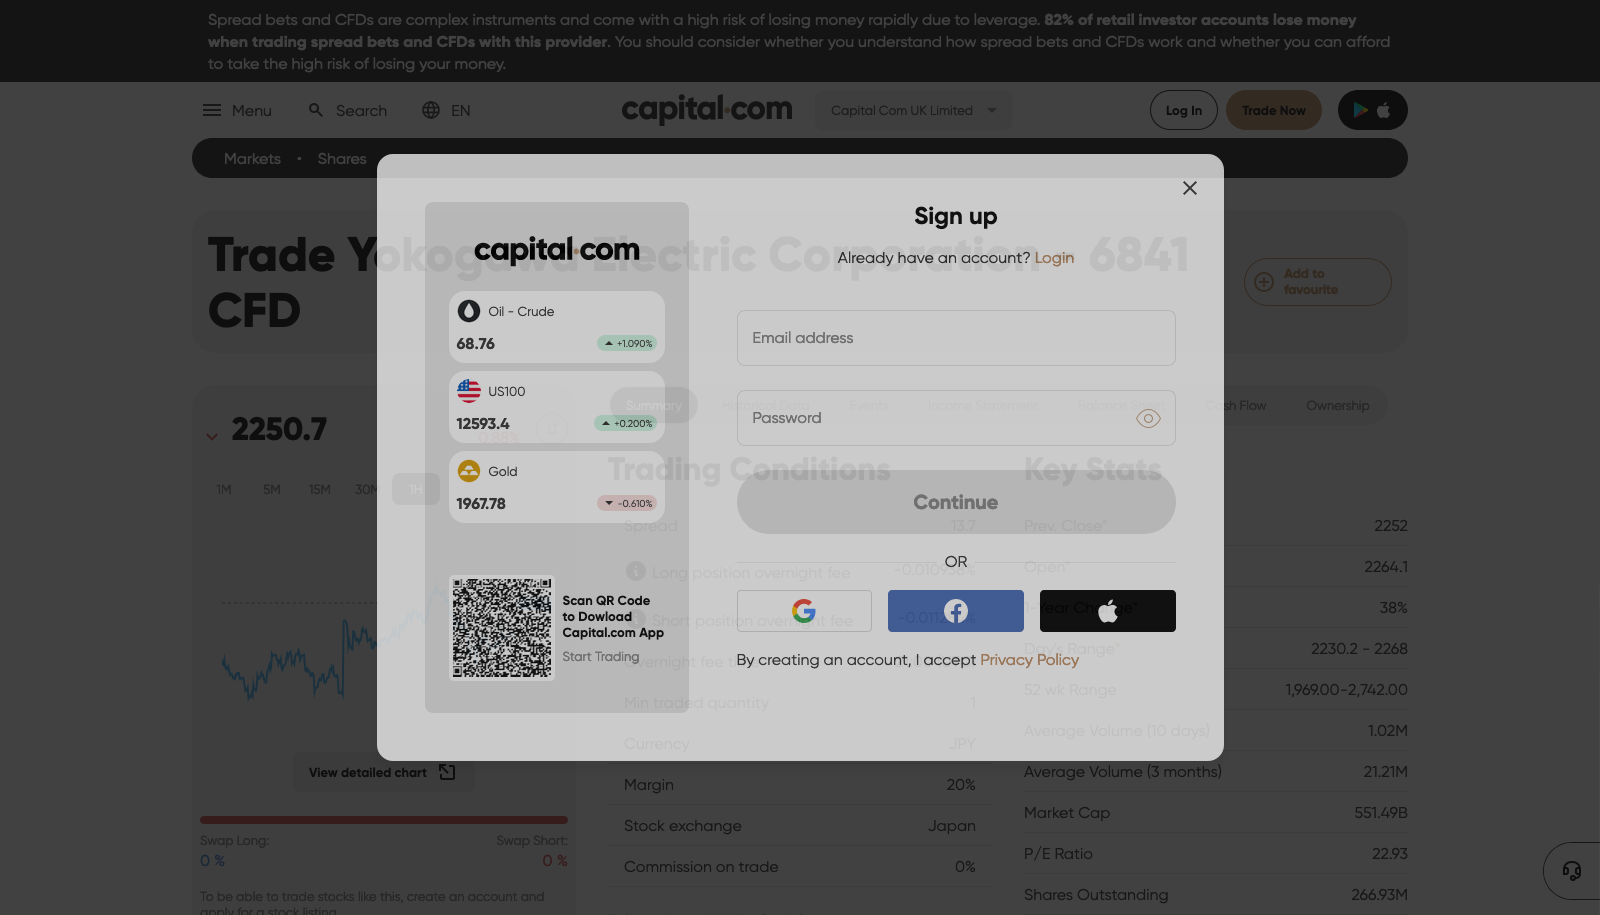 Spread bets and CFDs are complex instruments and come with a high risk of losing money rapidly due to leverage. 82% of retail investor accounts lose money
when trading spread bets and CFDs with this provider. You should consider whether you understand how spread bets and CFDs work and whether you can afford
to take the high risk of losing your money.
Menu
Search
EN
capital.com
Capital Com UK Limited
Log In
Trade Now
Markets • Shares
Trade Yokogawa Electric Corporation - 6841
CFD
Add to
favourite
Sign up
Already have an account? Login
capital.com
Oil - Crude
68.76
+1.090%
US100
12593.4
+0.200%
Gold
1967.78
-0.610%
Scan QR Code
to Dowload
Capital.com App
Start Trading
Email address
Password
Continue
OR
By creating an account, I accept Privacy Policy
2250.7
0.88%
1M 5M 15M 30M 1H
View detailed chart
Swap Long:
0 %
Swap Short:
0 %
To be able to trade stocks like this, create an account and
apply for a stock listing
Summary
Historical Data
Events
Income Statement
Balance Sheet
Cash Flow
Ownership
Trading Conditions
Spread 13.7
Long position overnight fee
Short position overnight fee
Overnight fee
Min traded quantity 1
Currency JPY
Margin 20%
Stock exchange Japan
Commission on trade 0%
Key Stats
Prev. Close* 2252
Open* 2264.1
1-Year Change* 38%
Day's Range* 2230.2 - 2268
52 wk Range 1,969.00-2,742.00
Average Volume (10 days) 1.02M
Average Volume (3 months) 21.21M
Market Cap 551.49B
P/E Ratio 22.93
Shares Outstanding 266.93M